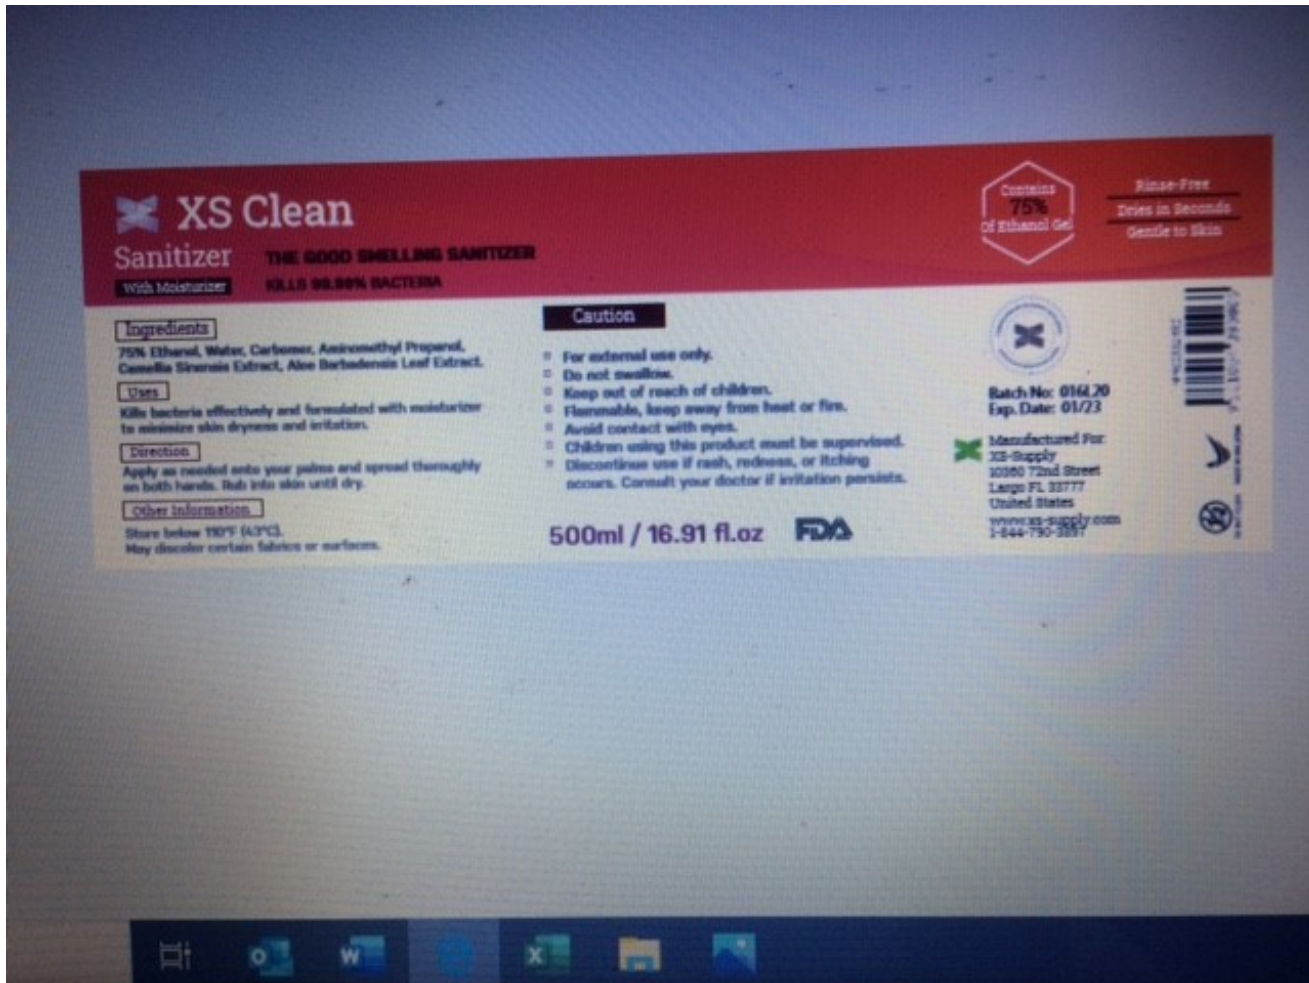 XS Clean
Sanitizer
With Moisturizer
THE GOOD SMELLING SANITIZER
KILLS 99.99% BACTERIA
Contains
75%
Of Ethanol Gel
Rinse-Free
Dries in Seconds
Gentle to Skin
Ingredients
75% Ethanol, Water, Carbomer, Aminomethyl Propanol,
Camellia Sinensis Extract, Aloe Barbadensis Leaf Extract.
Uses
Kills bacteria effectively and formulated with moisturizer
to minimize skin dryness and irritation.
Direction
Apply as needed onto your palms and spread thoroughly
on both hands. Rub into skin until dry.
Other Information
Store below 110°F (43°C).
May discolor certain fabrics or surfaces.
Caution
For external use only.
Do not swallow.
Keep out of reach of children.
Flammable, keep away from heat or fire.
Avoid contact with eyes.
Children using this product must be supervised.
Discontinue use if rash, redness, or itching
occurs. Consult your doctor if irritation persists.
500ml / 16.91 fl.oz
FDA
Batch No: 016L20
Exp. Date: 01/23
Manufactured For:
XS-Supply
10360 72nd Street
Largo FL 33777
United States
www.xs-supply.com
1-844-790-3897
O
W
X